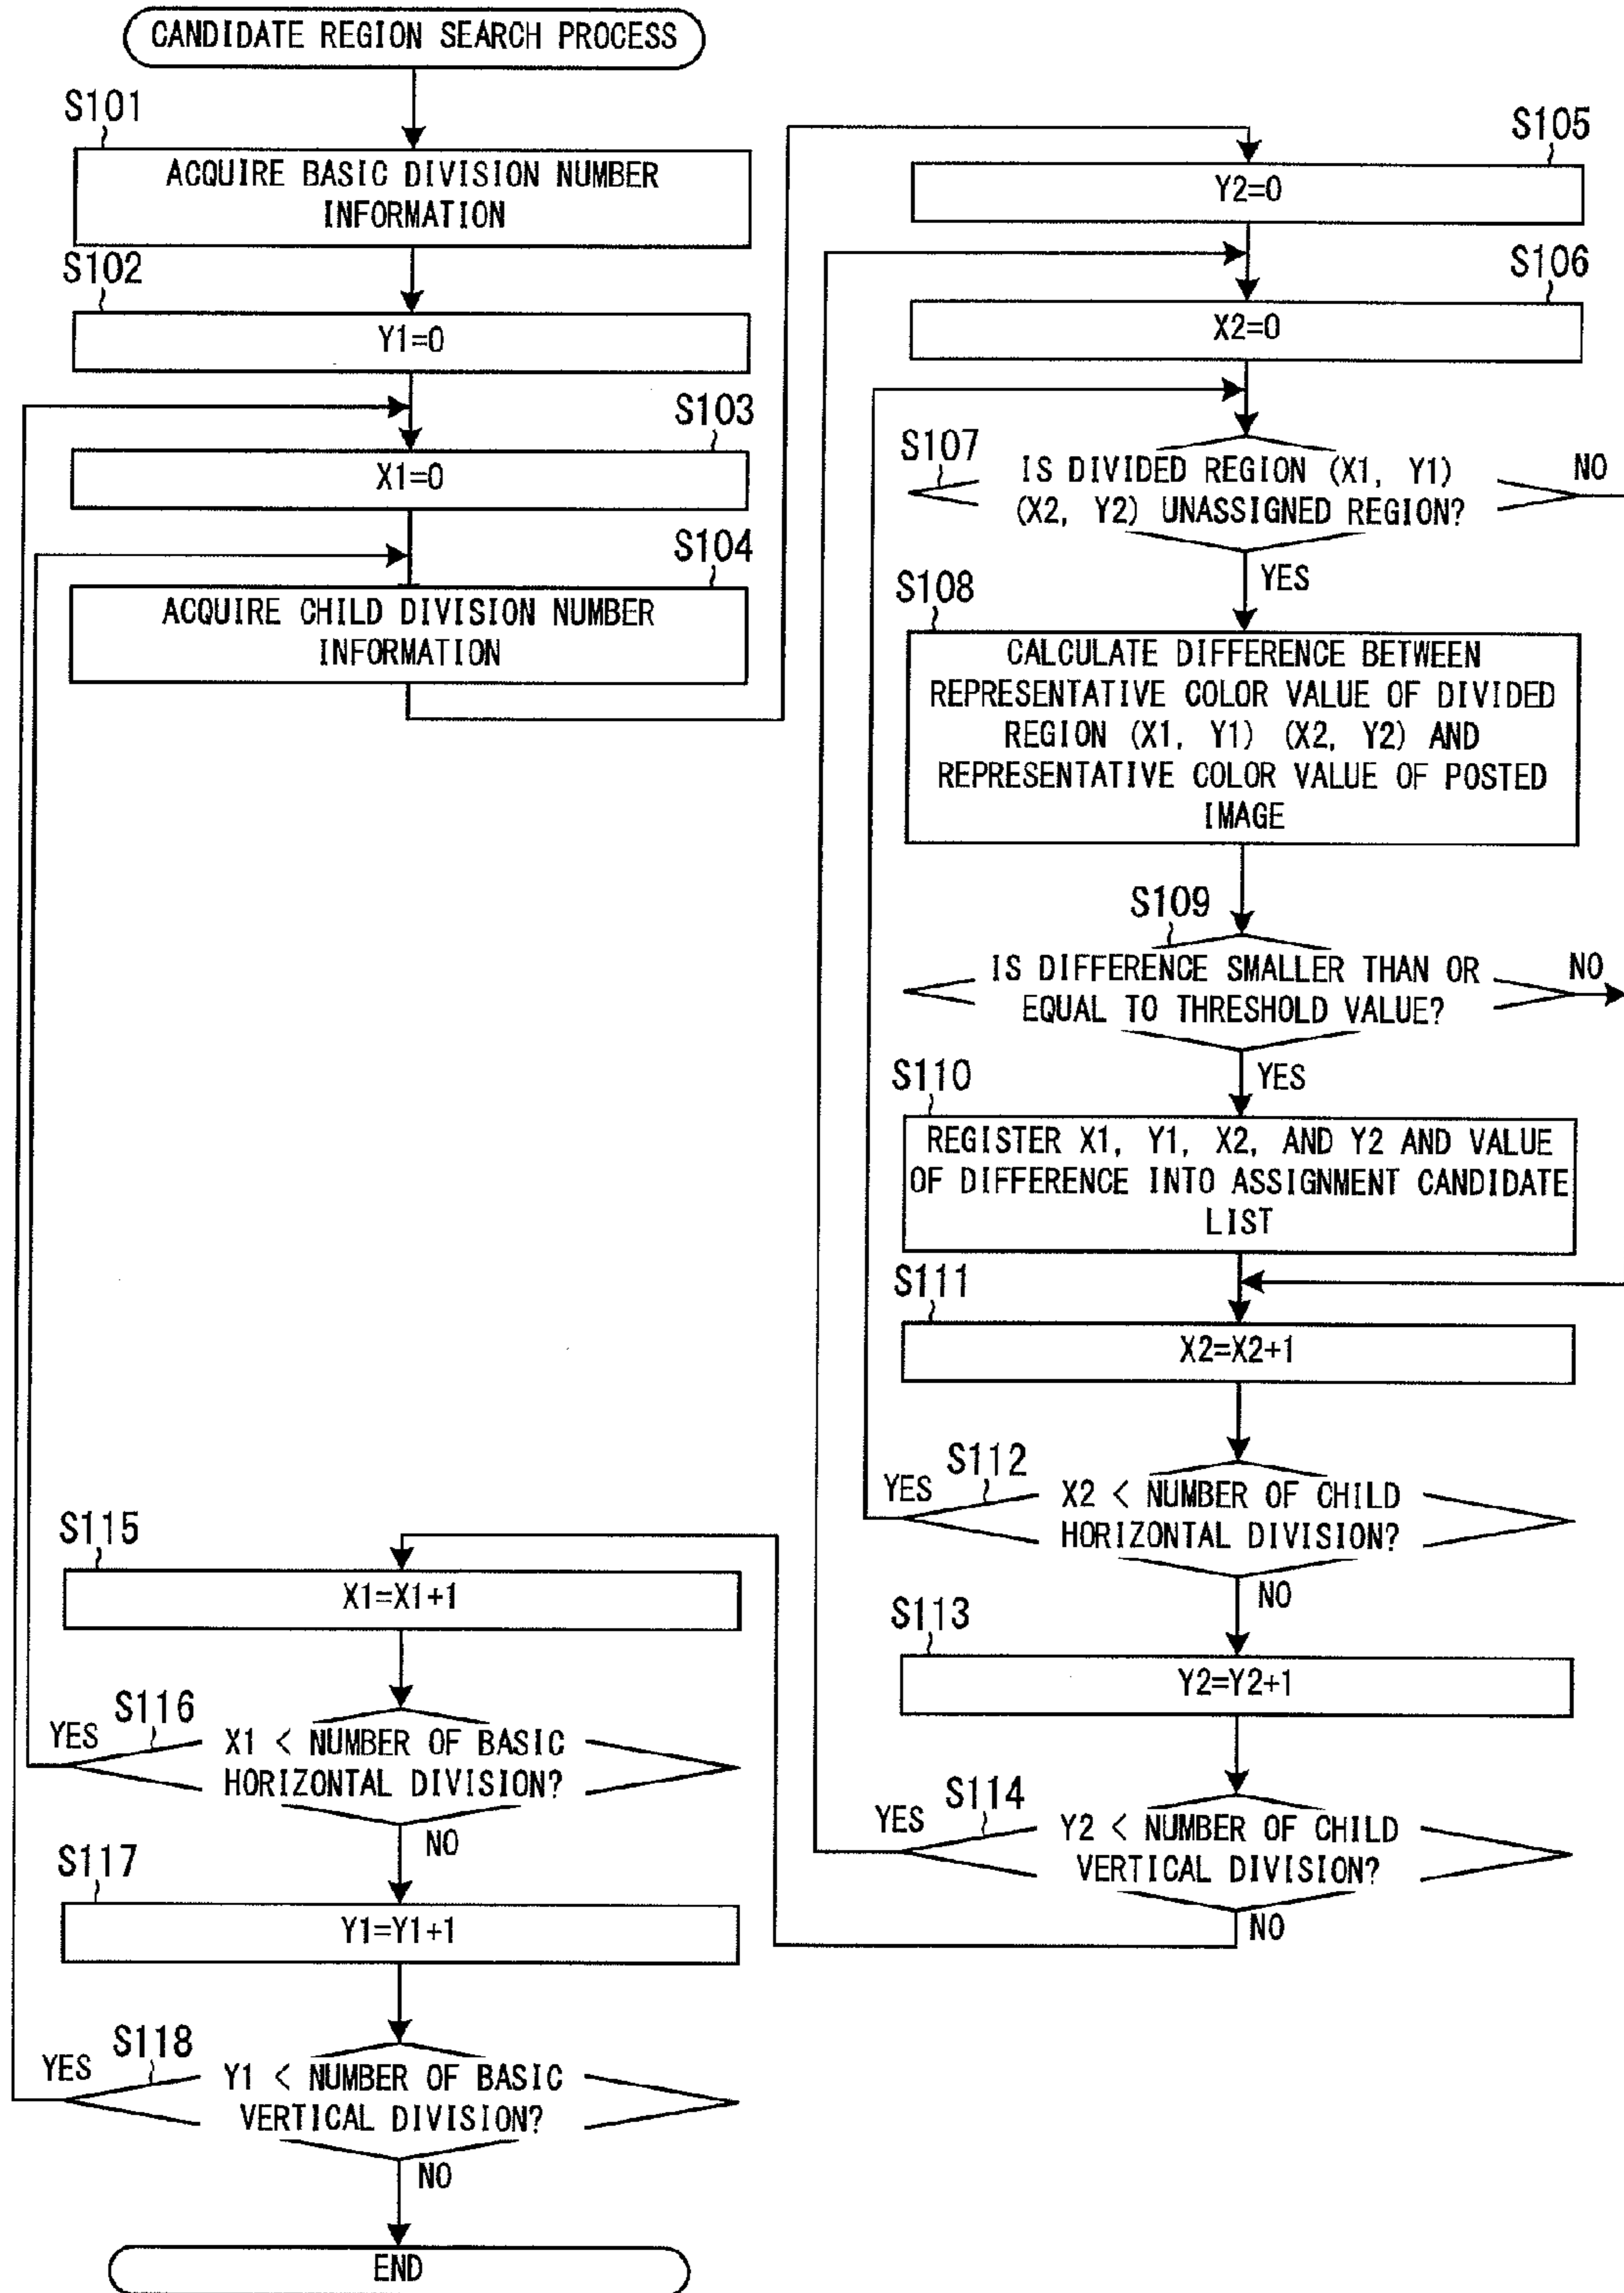 CANDIDATE REGION SEARCH PROCESS
S101
ACQUIRE BASIC DIVISION NUMBER
INFORMATION
S102
Y1=0
S103
X1=0
S104
ACQUIRE CHILD DIVISION NUMBER
INFORMATION
S105
Y2=0
S106
X2=0
S107
IS DIVIDED REGION (X1, Y1)
(X2, Y2) UNASSIGNED REGION?
NO
YES
S108
CALCULATE DIFFERENCE BETWEEN
REPRESENTATIVE COLOR VALUE OF DIVIDED
REGION (X1, Y1) (X2, Y2) AND
REPRESENTATIVE COLOR VALUE OF POSTED
IMAGE
S109
IS DIFFERENCE SMALLER THAN OR
EQUAL TO THRESHOLD VALUE?
NO
YES
S110
REGISTER X1, Y1, X2, AND Y2 AND VALUE
OF DIFFERENCE INTO ASSIGNMENT CANDIDATE
LIST
S111
X2=X2+1
S112
YES
X2 < NUMBER OF CHILD
HORIZONTAL DIVISION?
NO
S113
Y2=Y2+1
S114
YES
Y2 < NUMBER OF CHILD
VERTICAL DIVISION?
NO
S115
X1=X1+1
S116
YES
X1 < NUMBER OF BASIC
HORIZONTAL DIVISION?
NO
S117
Y1=Y1+1
S118
YES
Y1 < NUMBER OF BASIC
VERTICAL DIVISION?
NO
END